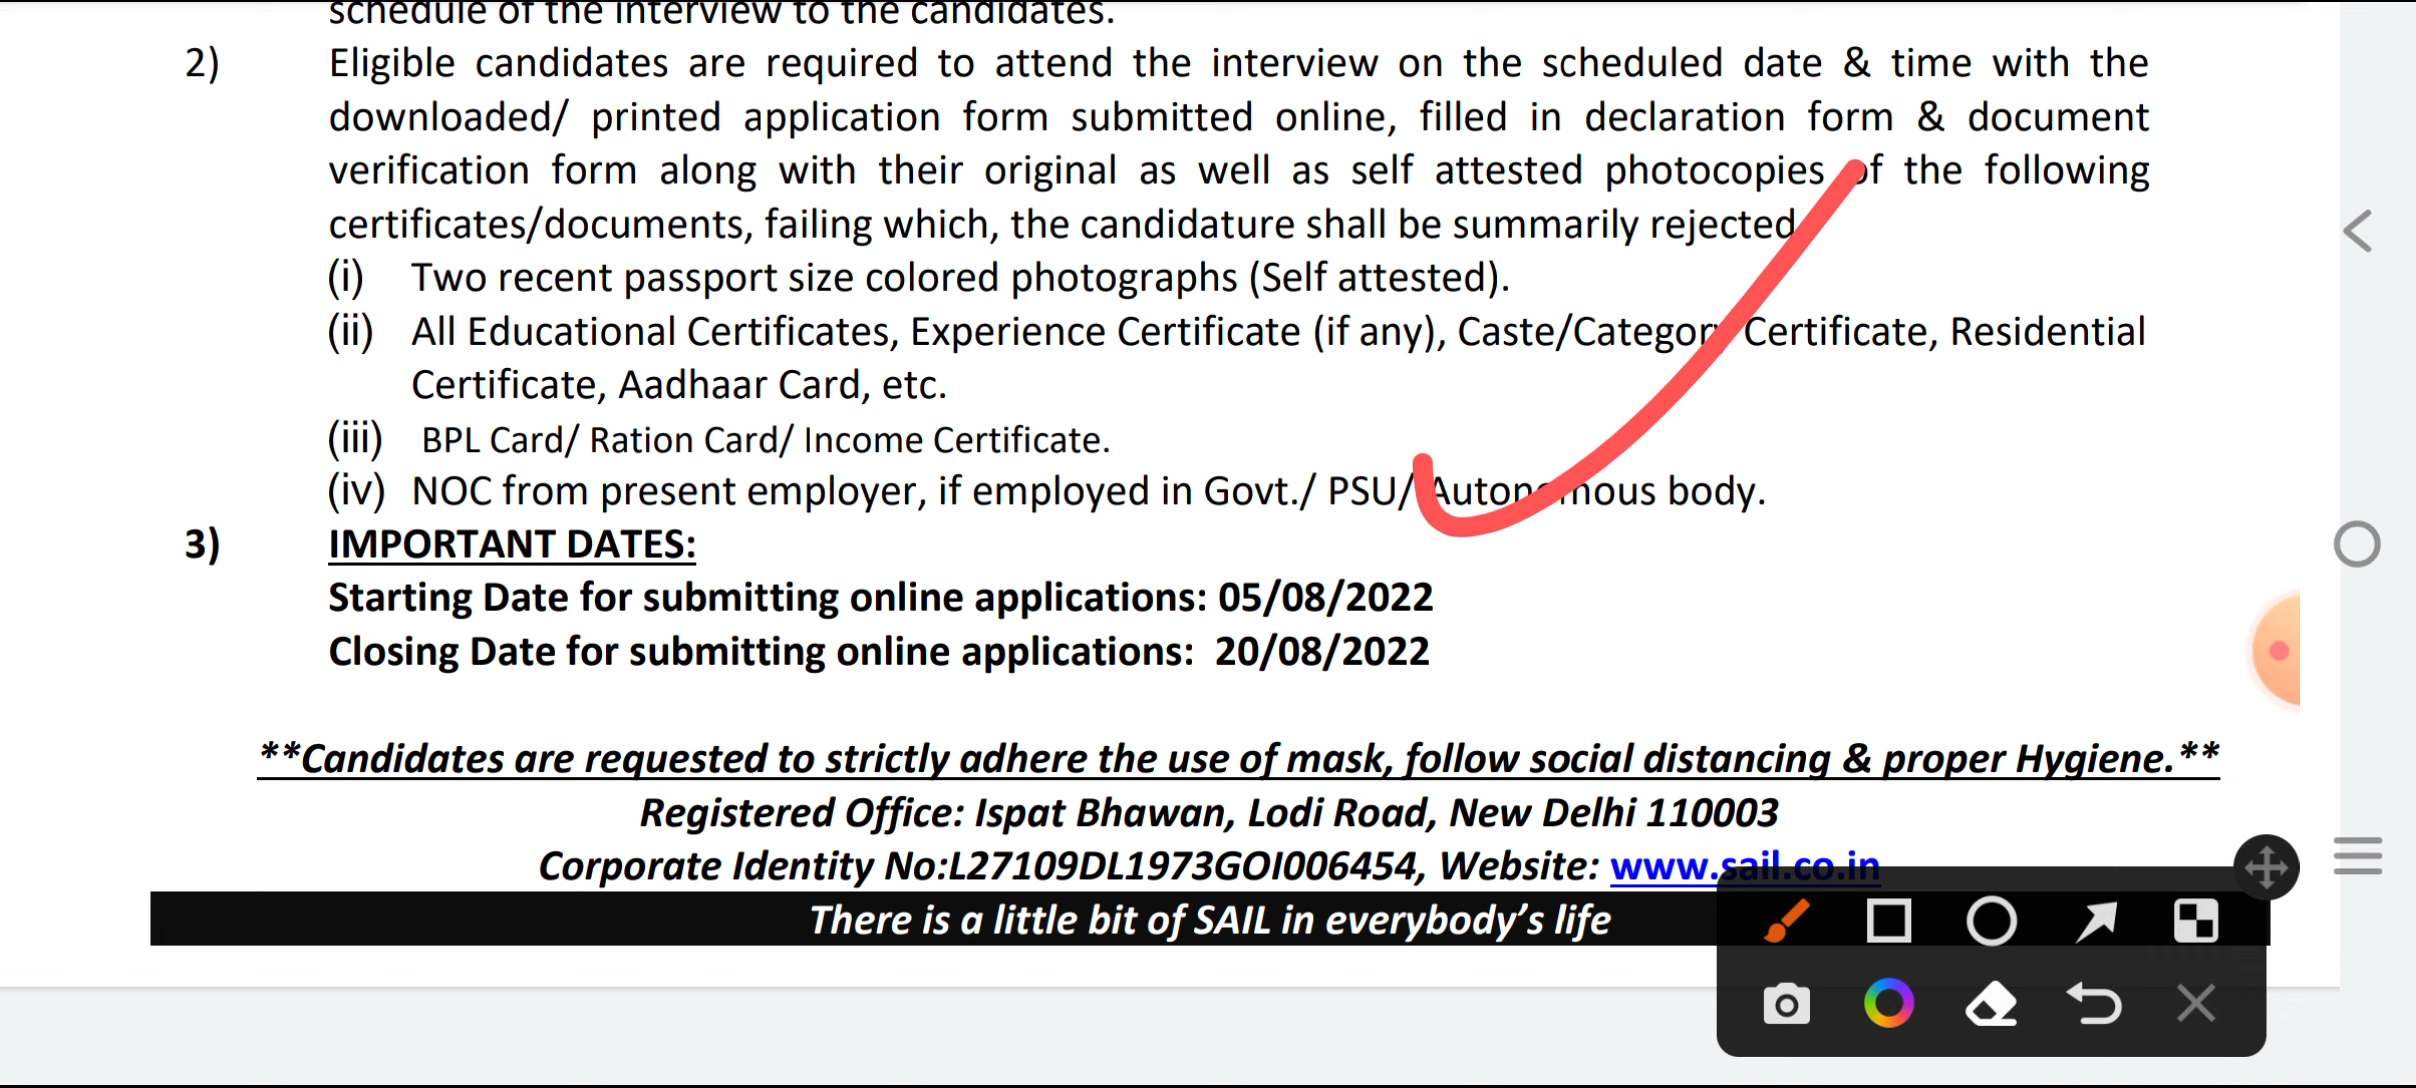 schedule of the interview to the candidates.
2) Eligible candidates are required to attend the interview on the scheduled date & time with the
downloaded/ printed application form submitted online, filled in declaration form & document
verification form along with their original as well as self attested photocopies of the following
certificates/documents, failing which, the candidature shall be summarily rejected
(i) Two recent passport size colored photographs (Self attested).
(ii) All Educational Certificates, Experience Certificate (if any), Caste/Category Certificate, Residential
Certificate, Aadhaar Card, etc.
(iii) BPL Card/ Ration Card/ Income Certificate.
(iv) NOC from present employer, if employed in Govt./ PSU/ Autonomous body.
3) IMPORTANT DATES:
Starting Date for submitting online applications: 05/08/2022
Closing Date for submitting online applications: 20/08/2022
**Candidates are requested to strictly adhere the use of mask, follow social distancing & proper Hygiene.**
Registered Office: Ispat Bhawan, Lodi Road, New Delhi 110003
Corporate Identity No:L27109DL1973GOI006454, Website: www.sail.co.in
There is a little bit of SAIL in everybody's life